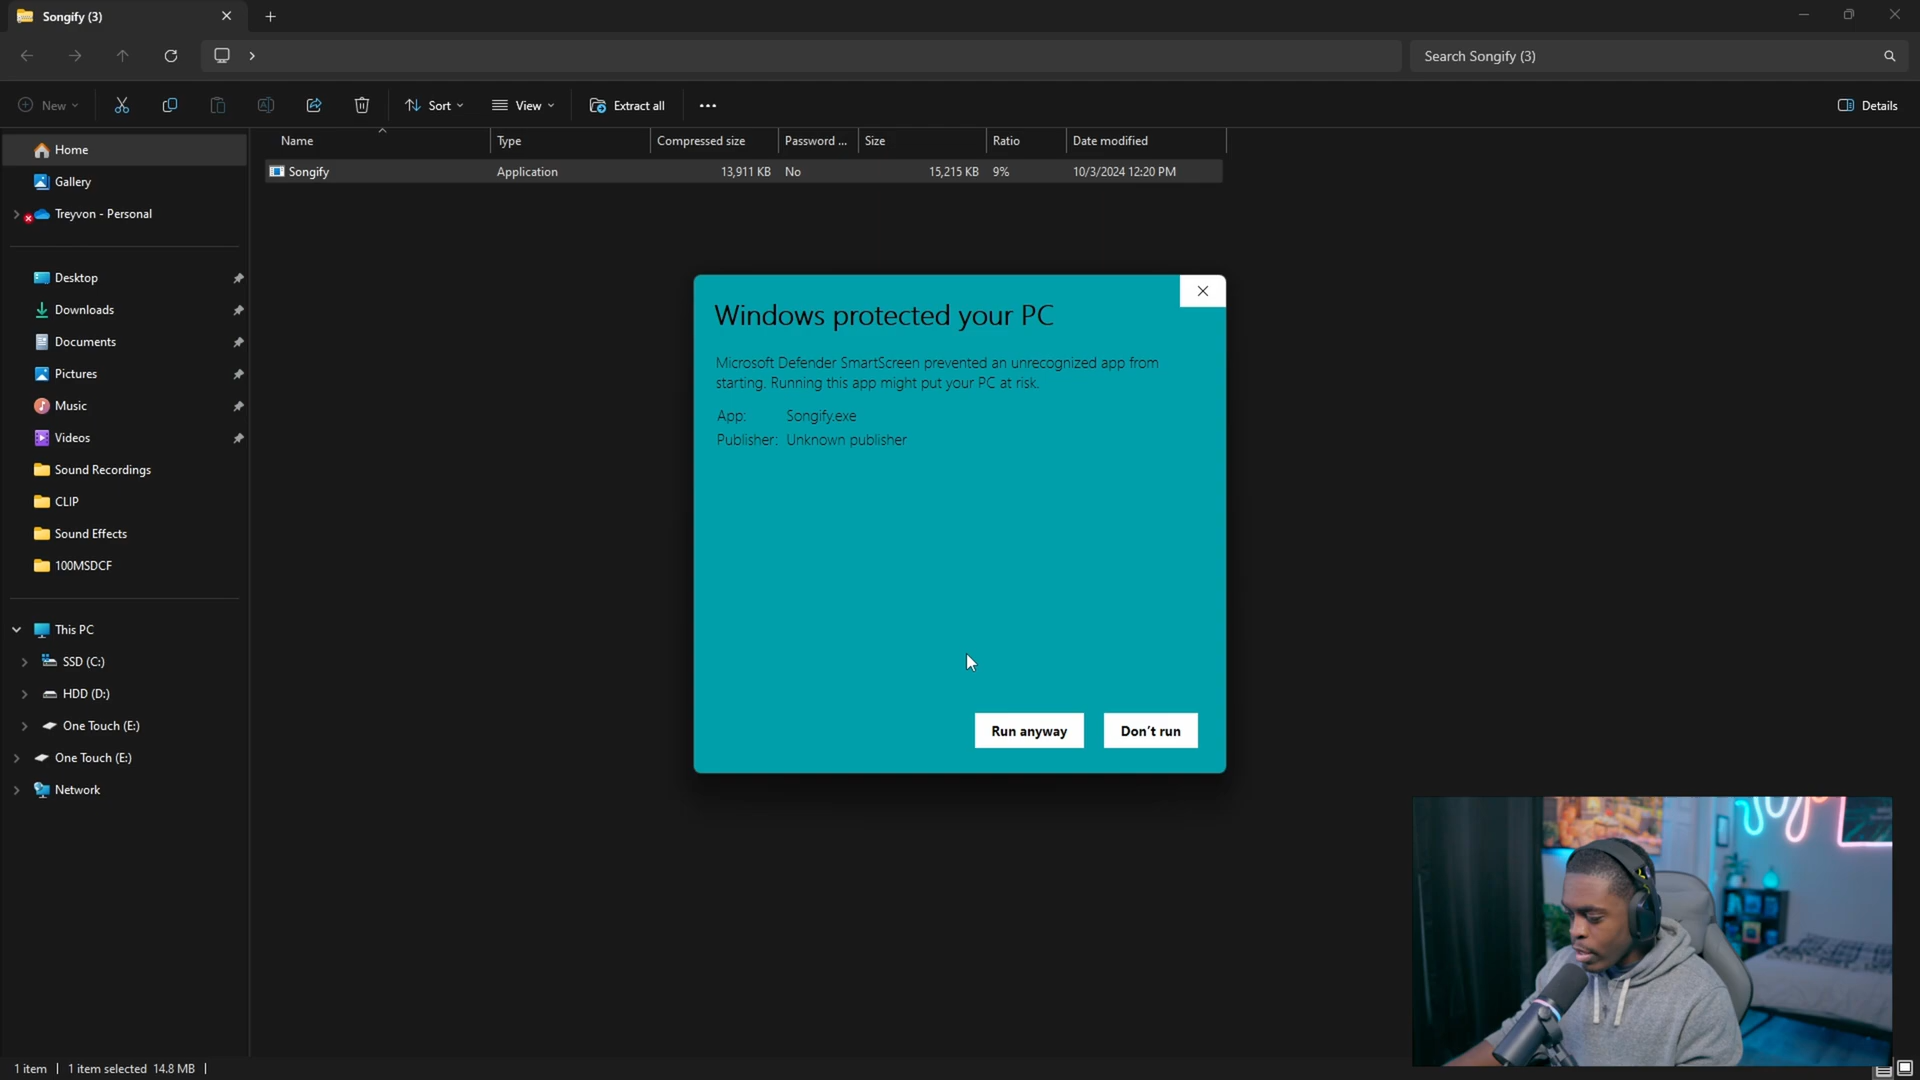 Songify (3)
Search Songify (3)
New
Sort
View
Extract all
Details
Name
Type
Compressed size
Password ...
Size
Ratio
Date modified
Songify
Application
13,911 KB
No
15,215 KB
9%
10/3/2024 12:20 PM
Home
Gallery
Treyvon - Personal
Desktop
Downloads
Documents
Pictures
Music
Videos
Sound Recordings
CLIP
Sound Effects
100MSDCF
This PC
SSD (C:)
HDD (D:)
One Touch (E:)
One Touch (E:)
Network
Windows protected your PC
Microsoft Defender SmartScreen prevented an unrecognized app from
starting. Running this app might put your PC at risk.
App: Songify.exe
Publisher: Unknown publisher
Run anyway
Don't run
1 item
1 item selected 14.8 MB